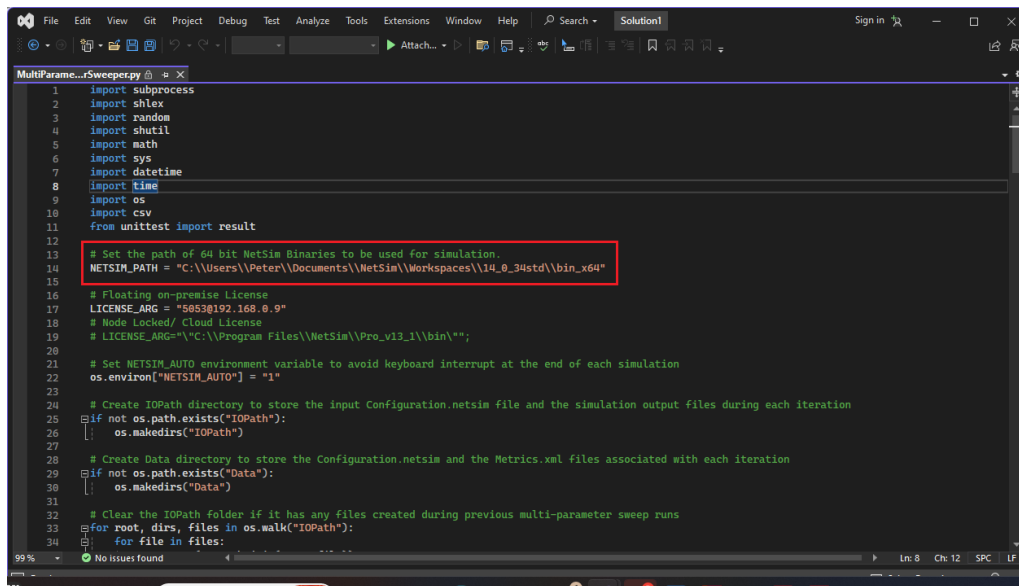 File Edit View Git Project Debug Test Analyze Tools Extensions Window Help Search Solution1 Sign in
Attach...
MultiParame...rSweeper.py
1 import subprocess
2 import shlex
3 import random
4 import shutil
5 import math
6 import sys
7 import datetime
8 import time
9 import os
10 import csv
11 from unittest import result
12
13 # Set the path of 64 bit NetSim Binaries to be used for simulation.
14 NETSIM_PATH = "C:\\Users\\Peter\\Documents\\NetSim\\Workspaces\\14_0_34std\\bin_x64"
15
16 # Floating on-premise License
17 LICENSE_ARG = "5053@192.168.0.9"
18 # Node Locked/ Cloud License
19 # LICENSE_ARG="\"C:\\Program Files\\NetSim\\Pro_v13_1\\bin\"";
20
21 # Set NETSIM_AUTO environment variable to avoid keyboard interrupt at the end of each simulation
22 os.environ["NETSIM_AUTO"] = "1"
23
24 # Create IOPath directory to store the input Configuration.netsim file and the simulation output files during each iteration
25 if not os.path.exists("IOPath"):
26 os.makedirs("IOPath")
27
28 # Create Data directory to store the Configuration.netsim and the Metrics.xml files associated with each iteration
29 if not os.path.exists("Data"):
30 os.makedirs("Data")
31
32 # Clear the IOPath folder if it has any files created during previous multi-parameter sweep runs
33 for root, dirs, files in os.walk("IOPath"):
34 for file in files:
99 % No issues found Ln: 8 Ch: 12 SPC LF